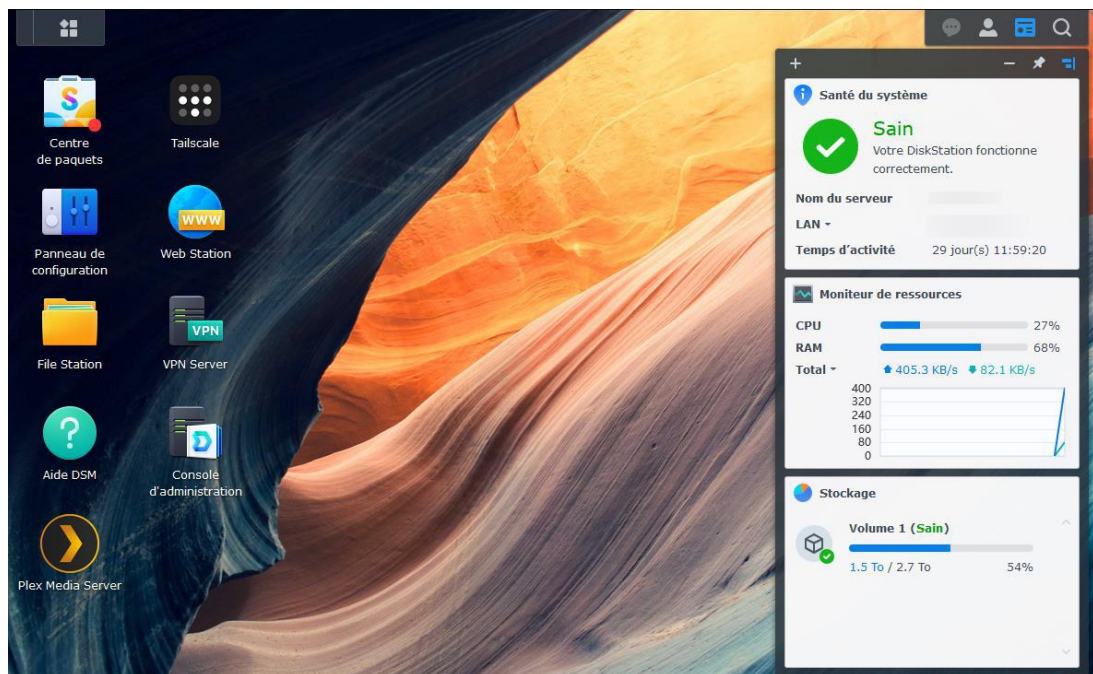 Centre
de paquets
Tailscale
Panneau de
configuration
WWW
Web Station
File Station
VPN
VPN Server
?
Aide DSM
Console
d'administration
Plex Media Server
Santé du système
Sain
Votre DiskStation fonctionne
correctement.
Nom du serveur
LAN
Temps d'activité 29 jour(s) 11:59:20
Moniteur de ressources
CPU 27%
RAM 68%
Total 405.3 KB/s 82.1 KB/s
400
320
240
160
80
0
Stockage
Volume 1 (Sain)
1.5 To / 2.7 To 54%